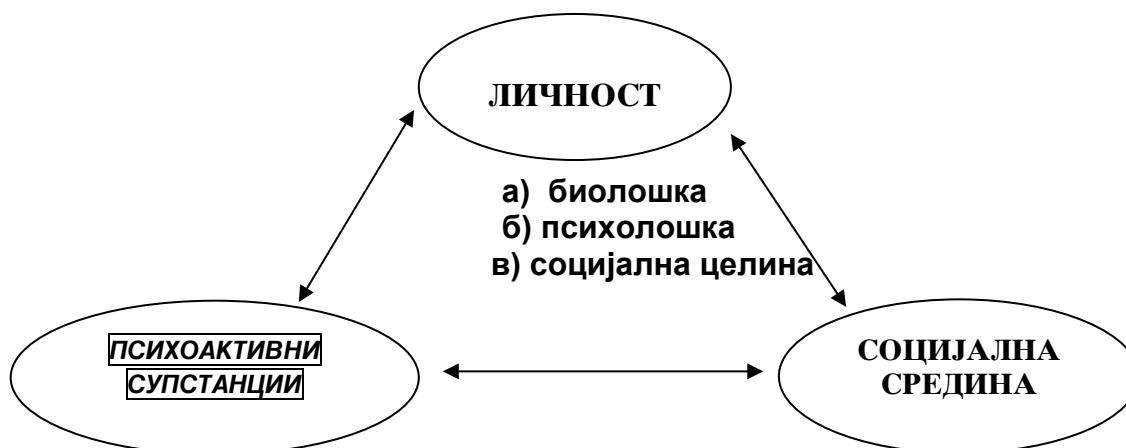 ЛИЧНОСТ
а) биолошка
б) психолошка
в) социјална целина
ПСИХОАКТИВНИ
СУПСТАНЦИИ
СОЦИЈАЛНА
СРЕДИНА